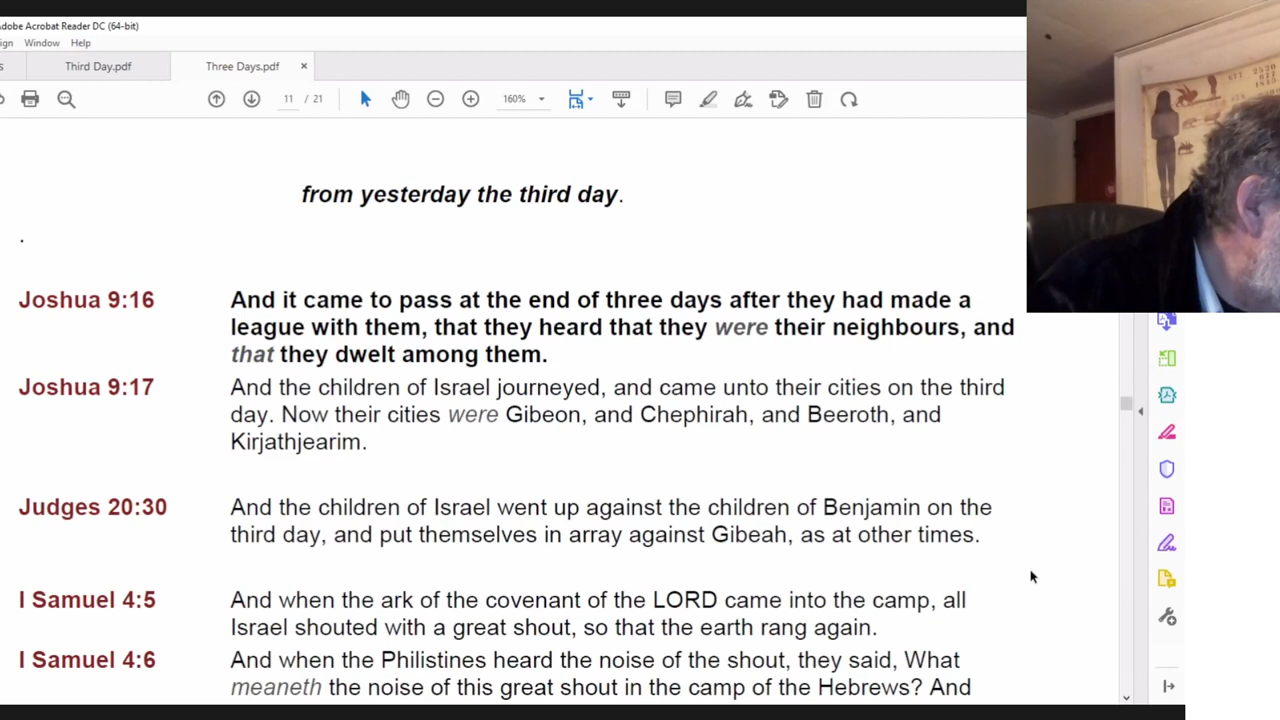 Adobe Acrobat Reader DC (64-bit)
Window Help
Third Day.pdf Three Days.pdf ×
11 / 21 160%
from yesterday the third day.
.
Joshua 9:16 And it came to pass at the end of three days after they had made a
league with them, that they heard that they were their neighbours, and
that they dwelt among them.
Joshua 9:17 And the children of Israel journeyed, and came unto their cities on the third
day. Now their cities were Gibeon, and Chephirah, and Beeroth, and
Kirjathjearim.
Judges 20:30 And the children of Israel went up against the children of Benjamin on the
third day, and put themselves in array against Gibeah, as at other times.
I Samuel 4:5 And when the ark of the covenant of the LORD came into the camp, all
Israel shouted with a great shout, so that the earth rang again.
I Samuel 4:6 And when the Philistines heard the noise of the shout, they said, What
meaneth the noise of this great shout in the camp of the Hebrews? And